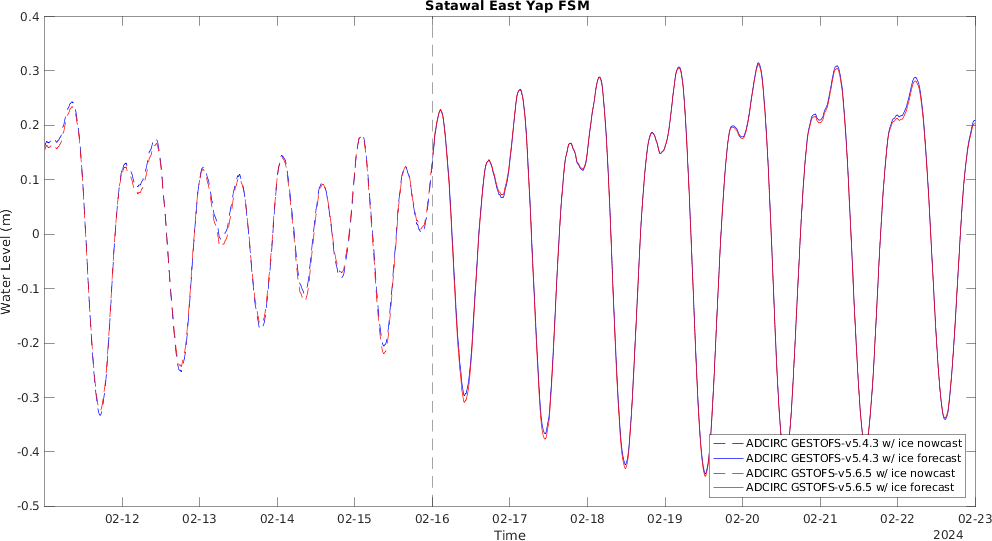 Satawal East Yap FSM
0.4
0.3
0.2
0.1
0
-0.1
-0.2
-0.3
-0.4
-0.5
Water Level (m)
ADCIRC GESTOFS-v5.4.3 w/ ice nowcast
ADCIRC GESTOFS-v5.4.3 w/ ice forecast
ADCIRC GSTOFS-v5.6.5 w/ ice nowcast
ADCIRC GSTOFS-v5.6.5 w/ ice forecast
02-12 02-13 02-14 02-15 02-16 02-17 02-18 02-19 02-20 02-21 02-22 02-23
Time
2024